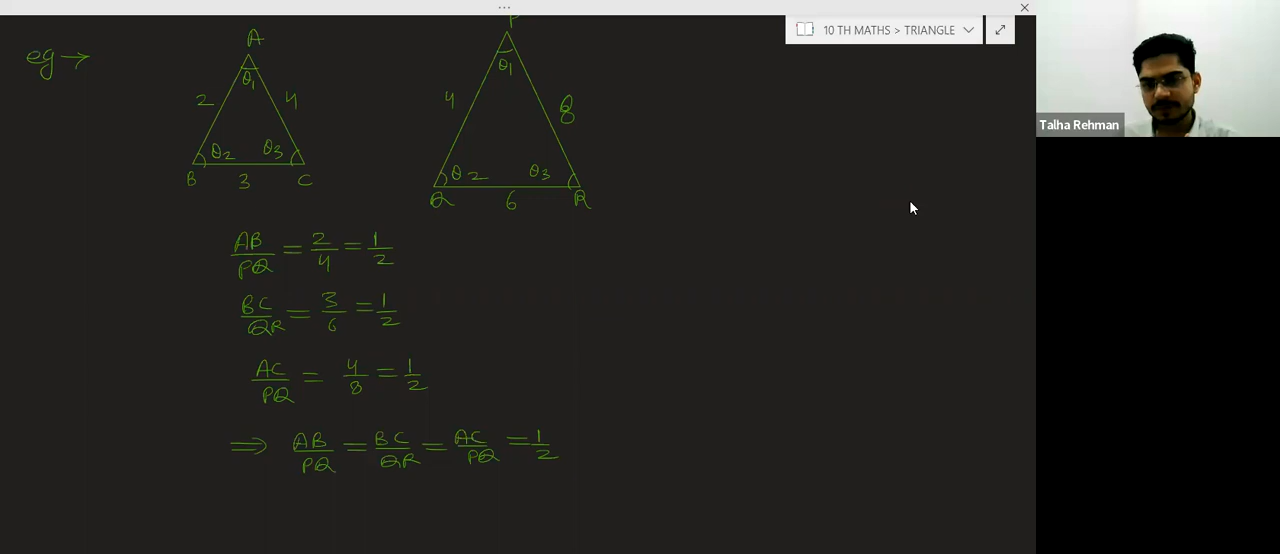 10 TH MATHS > TRIANGLE
Talha Rehman
eg →
A
θ1
2
4
θ2
θ3
B
3
C
P
θ1
4
8
θ2
θ3
Q
6
R
AB/PQ = 2/4 = 1/2
BC/QR = 3/6 = 1/2
AC/PQ = 4/8 = 1/2
⟹ AB/PQ = BC/QR = AC/PQ = 1/2